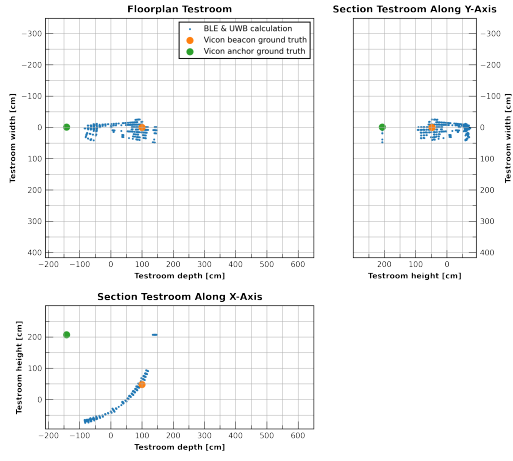 Floorplan Testroom
BLE & UWB calculation
Vicon beacon ground truth
Vicon anchor ground truth
−300
−200
−100
0
100
200
300
400
Testroom width [cm]
−200 −100 0 100 200 300 400 500 600
Testroom depth [cm]
Section Testroom Along Y-Axis
−300
−200
−100
0
100
200
300
400
Testroom width [cm]
200 100 0
Testroom height [cm]
Section Testroom Along X-Axis
200
100
0
Testroom height [cm]
−200 −100 0 100 200 300 400 500 600
Testroom depth [cm]